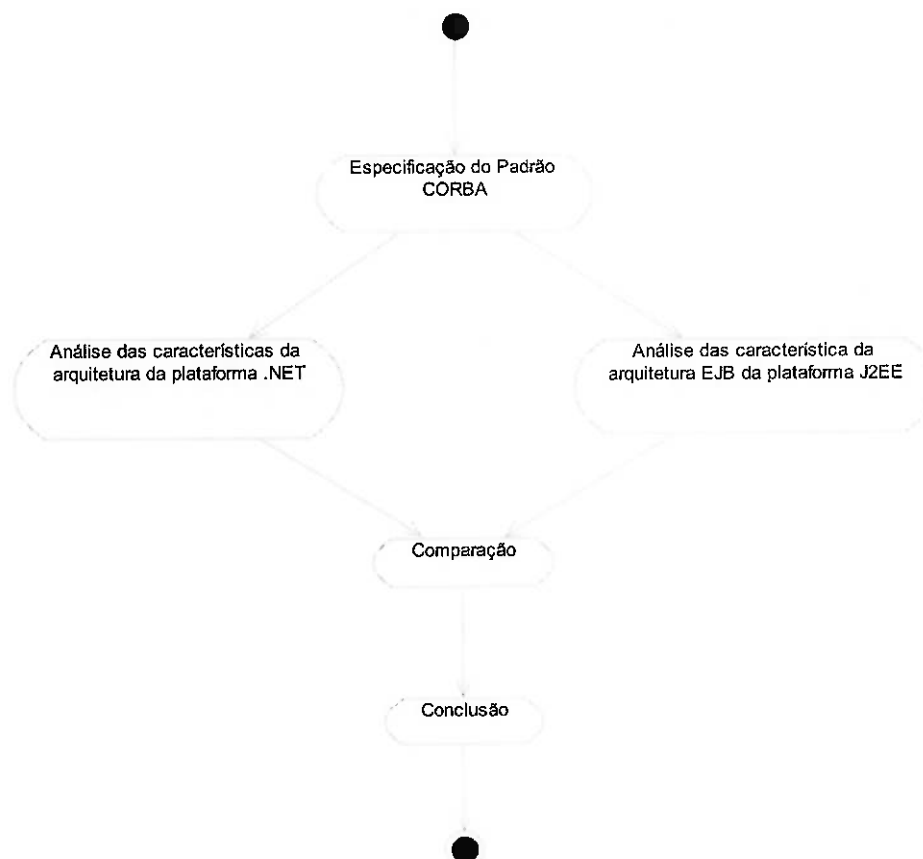 Especificação do Padrão
CORBA
Análise das características da
arquitetura da plataforma .NET
Análise das característica da
arquitetura EJB da plataforma J2EE
Comparação
Conclusão